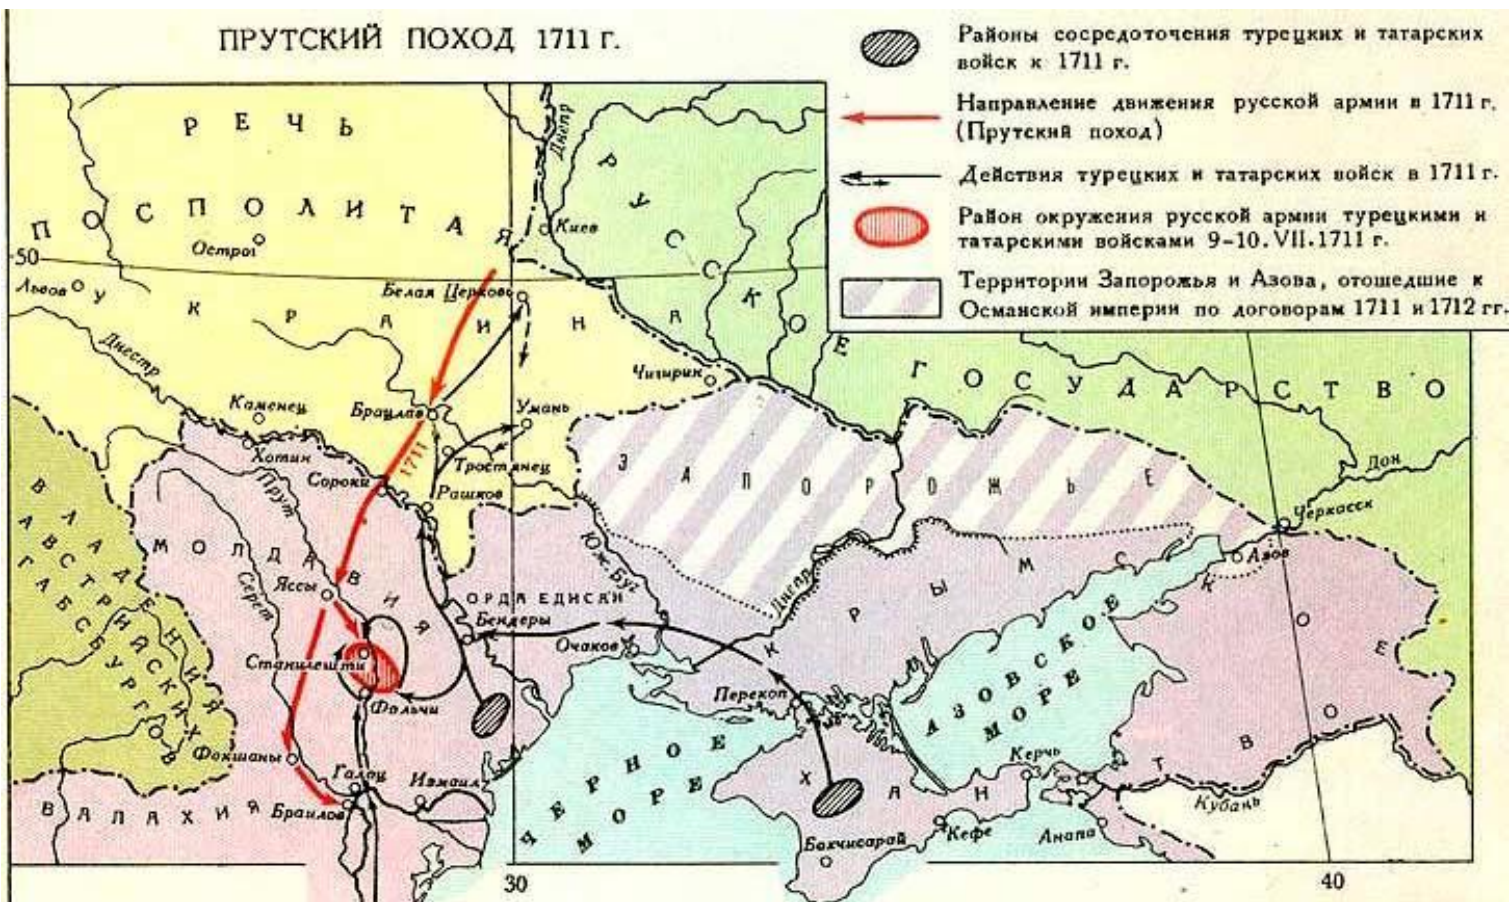 ПРУТСКИЙ ПОХОД 1711 г.
Районы сосредоточения турецких и татарских
войск к 1711 г.
Направление движения русской армии в 1711 г.
(Прутский поход)
Действия турецких и татарских войск в 1711 г.
Район окружения русской армии турецкими и
татарскими войсками 9-10.VII.1711 г.
Территории Запорожья и Азова, отошедшие к
Османской империи по договорам 1711 и 1712 гг.
РЕЧЬ
ПОСПОЛИТАЯ
Днепр
РУССКОЕ ГОСУДАРСТВО
Острог
Киев
50
Львов
УКРАИНА
Белая Церковь
Днестр
Чигирик
Каменец
Брацлав
Умань
1711
Хотин
Тростянец
Сороки
Рашков
Прут
ЗАПОРОЖЬЕ
Дон
Черкасск
Азов
ВЛАДЕНИЯ
АВСТРИЙСКИХ
ГАБСБУРГОВ
МОЛДАВИЯ
Юж. Буг
Днепр
КРЫМСКОЕ
Яссы
Серет
ОРДА ЕДИСАН
Бендеры
Очаков
Станилешти
Перекоп
АЗОВСКОЕ
МОРЕ
Фальчи
Фокшаны
Галац
Измаил
Керчь
ЧЕРНОЕ
МОРЕ
ХАНТВО
Кубань
ВАЛАХИЯ
Браилов
Кефе
Анапа
Бахчисарай
30
40